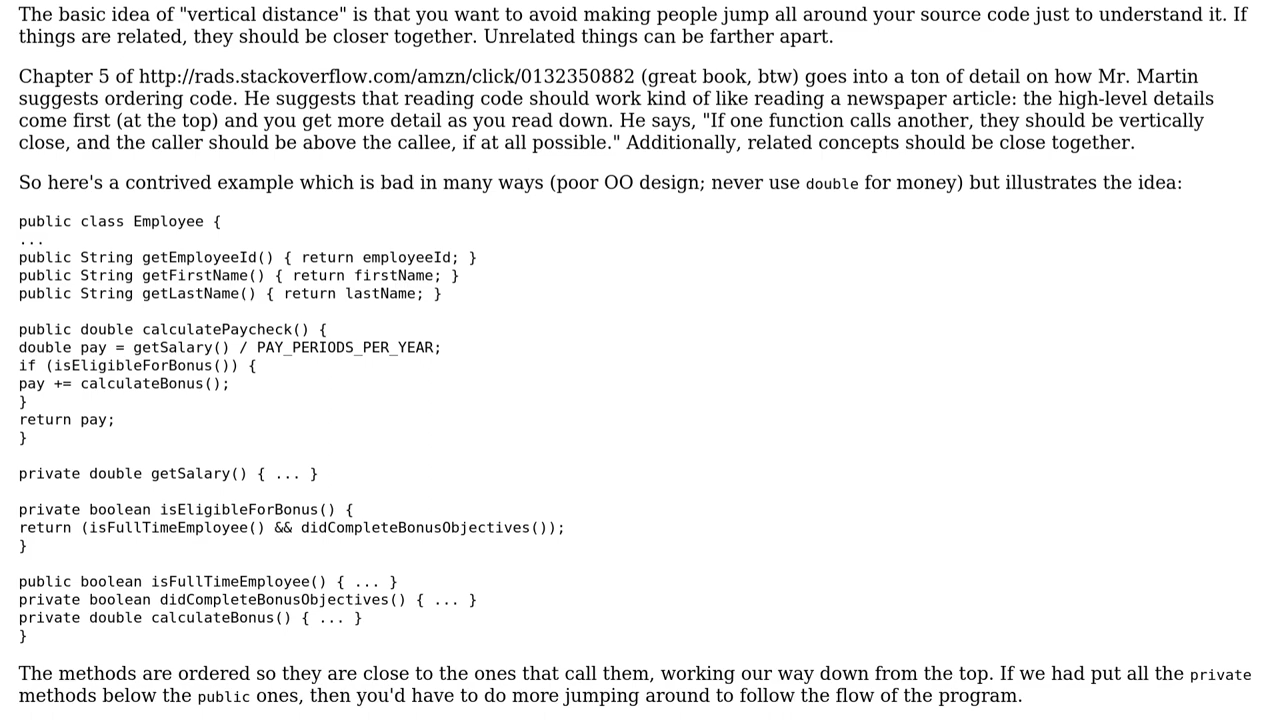 The basic idea of "vertical distance" is that you want to avoid making people jump all around your source code just to understand it. If
things are related, they should be closer together. Unrelated things can be farther apart.
Chapter 5 of http://rads.stackoverflow.com/amzn/click/0132350882 (great book, btw) goes into a ton of detail on how Mr. Martin
suggests ordering code. He suggests that reading code should work kind of like reading a newspaper article: the high-level details
come first (at the top) and you get more detail as you read down. He says, "If one function calls another, they should be vertically
close, and the caller should be above the callee, if at all possible." Additionally, related concepts should be close together.
So here's a contrived example which is bad in many ways (poor OO design; never use double for money) but illustrates the idea:
public class Employee {
...
public String getEmployeeId() { return employeeId; }
public String getFirstName() { return firstName; }
public String getLastName() { return lastName; }
public double calculatePaycheck() {
double pay = getSalary() / PAY_PERIODS_PER_YEAR;
if (isEligibleForBonus()) {
pay += calculateBonus();
}
return pay;
}
private double getSalary() { ... }
private boolean isEligibleForBonus() {
return (isFullTimeEmployee() && didCompleteBonusObjectives());
}
public boolean isFullTimeEmployee() { ... }
private boolean didCompleteBonusObjectives() { ... }
private double calculateBonus() { ... }
}
The methods are ordered so they are close to the ones that call them, working our way down from the top. If we had put all the private
methods below the public ones, then you'd have to do more jumping around to follow the flow of the program.